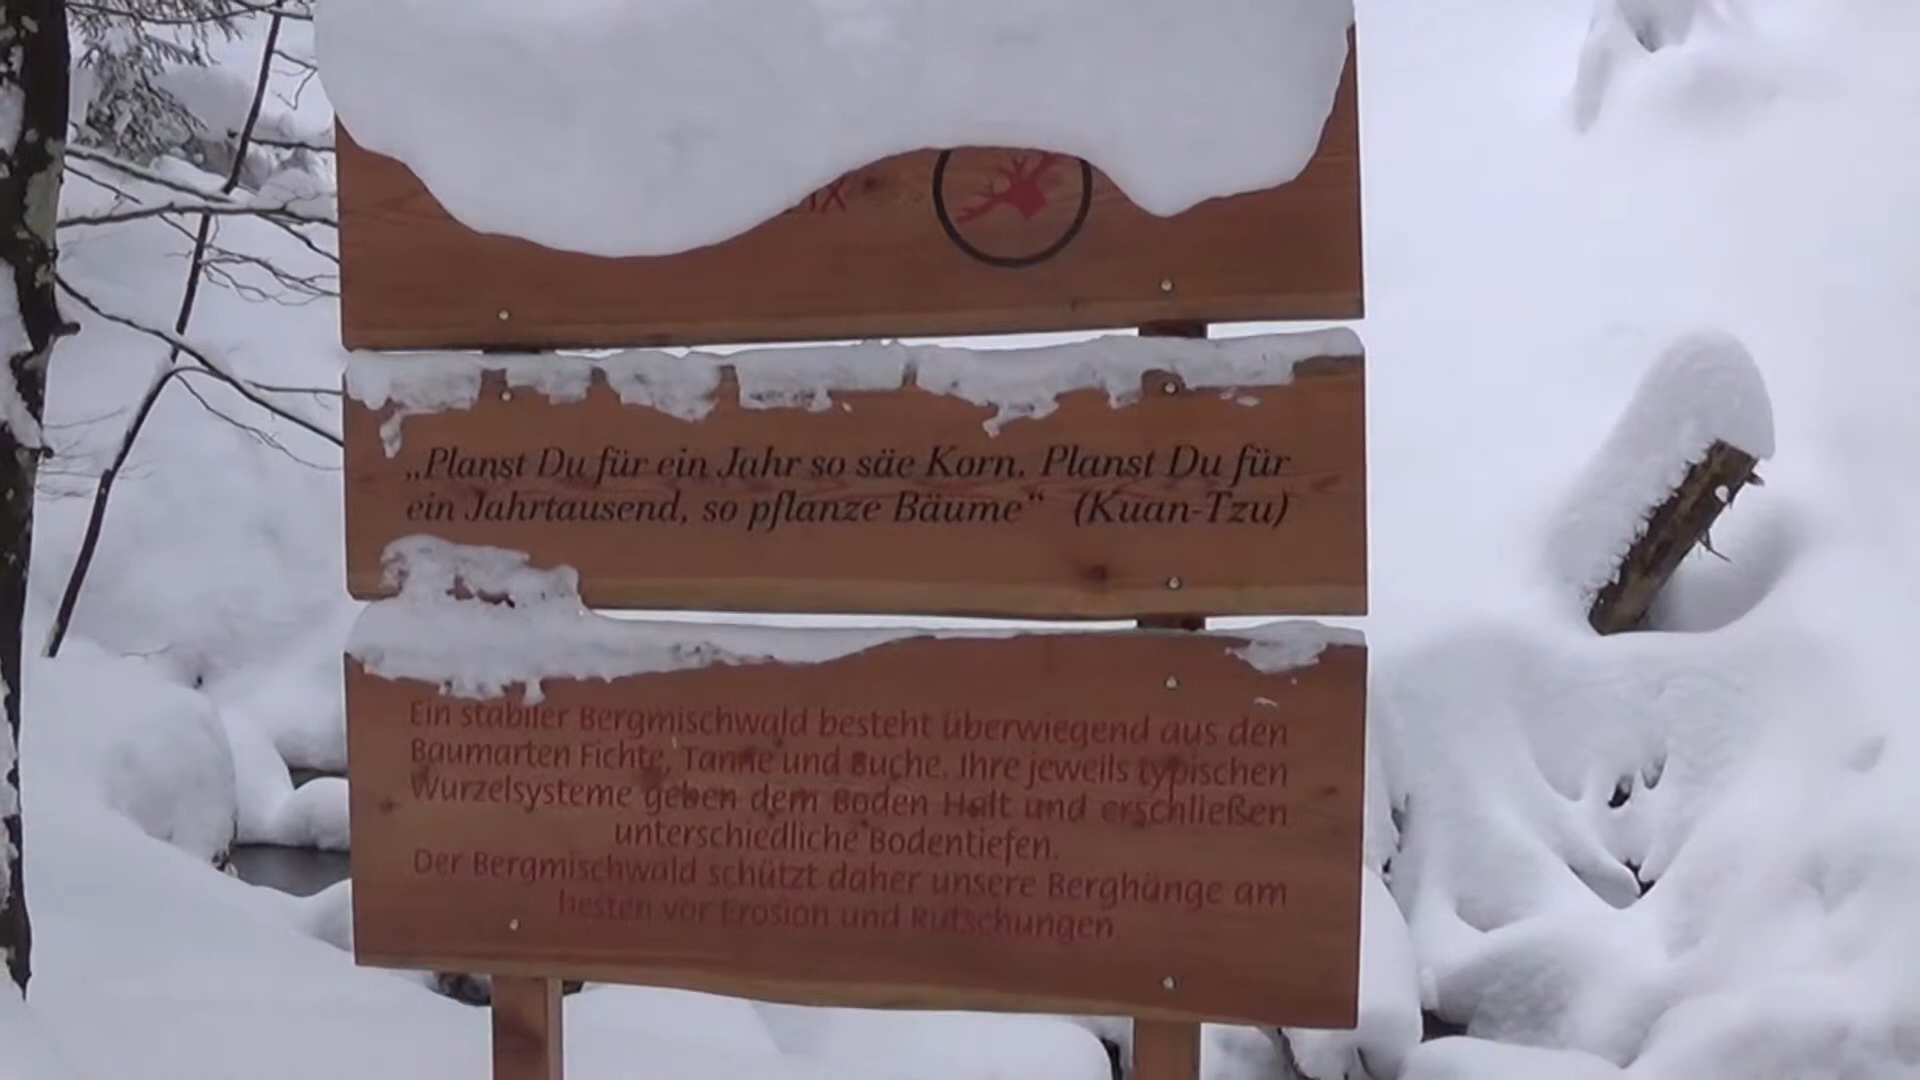 „Planst Du für ein Jahr so säe Korn. Planst Du für
ein Jahrtausend, so pflanze Bäume“ (Kuan-Tzu)
Ein stabiler Bergmischwald besteht überwiegend aus den
Baumarten Fichte, Tanne und Buche. Ihre jeweils typischen
Wurzelsysteme geben dem Boden Halt und erschließen
unterschiedliche Bodentiefen.
Der Bergmischwald schützt daher unsere Berghänge am
besten vor Erosion und Rutschungen.